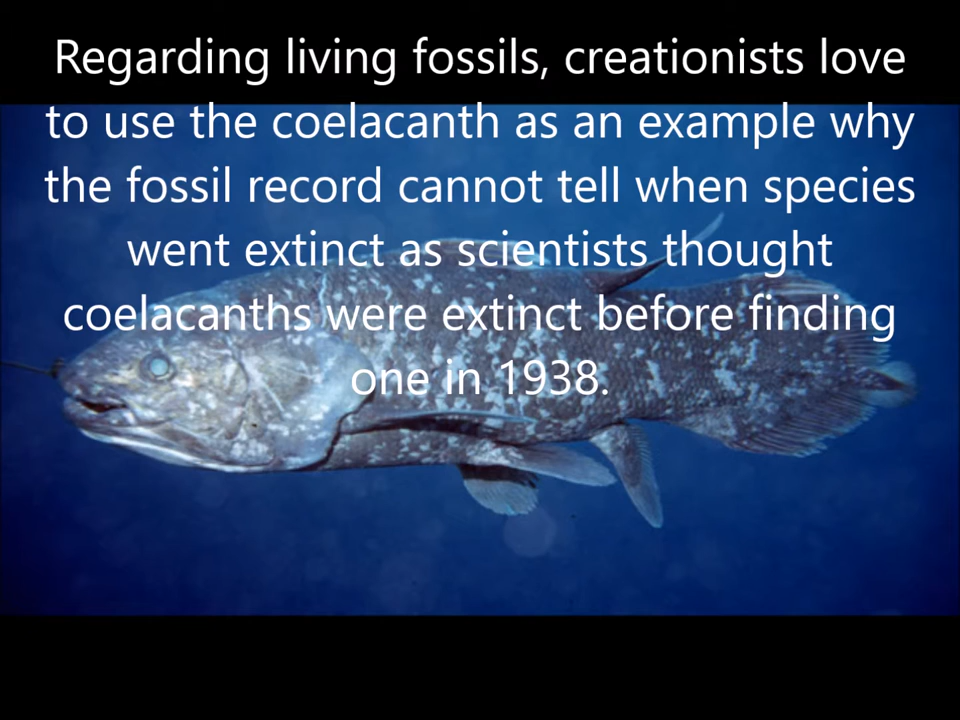 Regarding living fossils, creationists love
to use the coelacanth as an example why
the fossil record cannot tell when species
went extinct as scientists thought
coelacanths were extinct before finding
one in 1938.